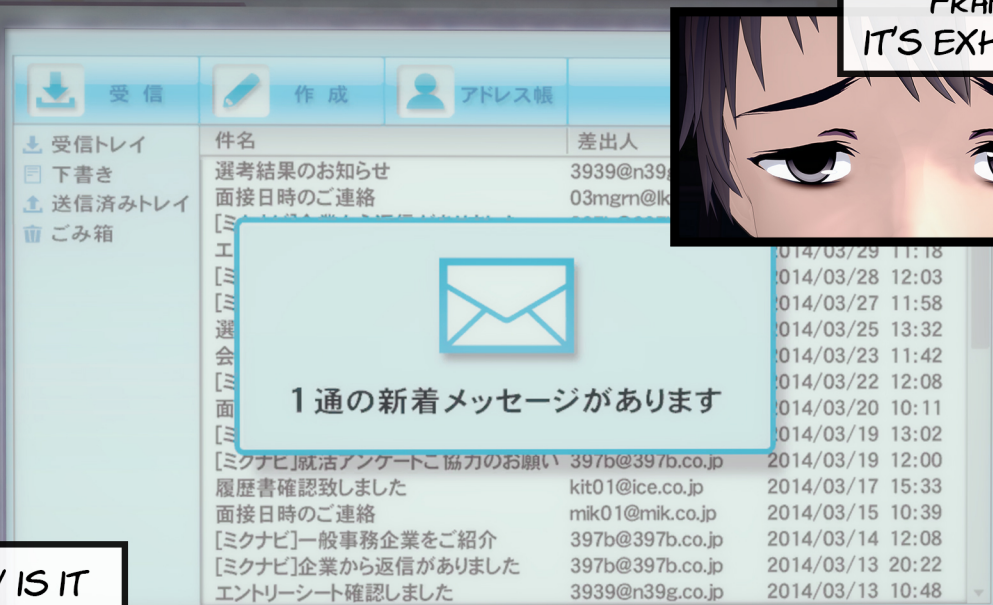 FRAN
IT'S EXH
受信
作成
アドレス帳
受信トレイ
下書き
送信済みトレイ
ごみ箱
件名 差出人
選考結果のお知らせ 3939@n39g
面接日時のご連絡 03mgrn@lk
[ミ
エ 2014/03/29 11:18
[ミ 2014/03/28 12:03
[ミ 2014/03/27 11:58
選 2014/03/25 13:32
会 2014/03/23 11:42
[ミ 2014/03/22 12:08
面 2014/03/20 10:11
[ミ 2014/03/19 13:02
1通の新着メッセージがあります
[ミクナビ]就活アンケートご協力のお願い 397b@397b.co.jp 2014/03/19 12:00
履歴書確認致しました kit01@ice.co.jp 2014/03/17 15:33
面接日時のご連絡 mik01@mik.co.jp 2014/03/15 10:39
[ミクナビ]一般事務企業をご紹介 397b@397b.co.jp 2014/03/14 12:08
[ミクナビ]企業から返信がありました 397b@397b.co.jp 2014/03/13 20:22
エントリーシート確認しました 3939@n39g.co.jp 2014/03/13 10:48
IS IT